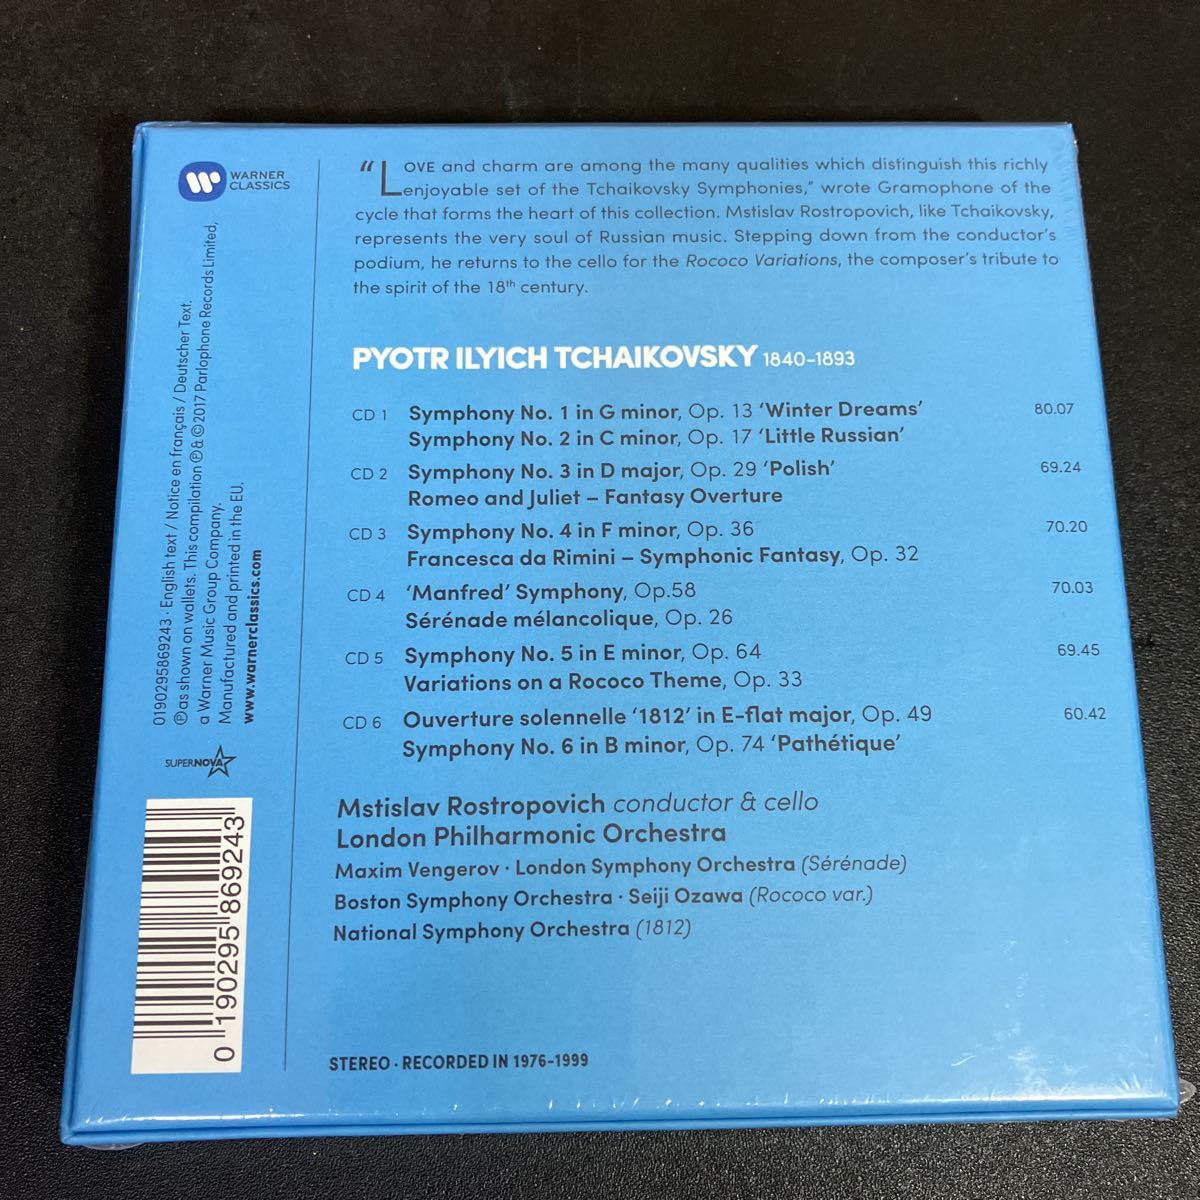 WARNER
CLASSICS
0190295869243 · English text / Notice en français / Deutscher Text.
℗ as shown on wallets. This compilation ℗ & © 2017 Parlophone Records Limited,
a Warner Music Group Company.
Manufactured and printed in the EU.
www.warnerclassics.com
SUPERNOVA
0 190295 869243
“LOVE and charm are among the many qualities which distinguish this richly
enjoyable set of the Tchaikovsky Symphonies,” wrote Gramophone of the
cycle that forms the heart of this collection. Mstislav Rostropovich, like Tchaikovsky,
represents the very soul of Russian music. Stepping down from the conductor’s
podium, he returns to the cello for the Rococo Variations, the composer’s tribute to
the spirit of the 18th century.
PYOTR ILYICH TCHAIKOVSKY 1840–1893
CD 1 Symphony No. 1 in G minor, Op. 13 ‘Winter Dreams’ 80.07
Symphony No. 2 in C minor, Op. 17 ‘Little Russian’
CD 2 Symphony No. 3 in D major, Op. 29 ‘Polish’ 69.24
Romeo and Juliet – Fantasy Overture
CD 3 Symphony No. 4 in F minor, Op. 36 70.20
Francesca da Rimini – Symphonic Fantasy, Op. 32
CD 4 ‘Manfred’ Symphony, Op.58 70.03
Sérénade mélancolique, Op. 26
CD 5 Symphony No. 5 in E minor, Op. 64 69.45
Variations on a Rococo Theme, Op. 33
CD 6 Ouverture solennelle ‘1812’ in E-flat major, Op. 49 60.42
Symphony No. 6 in B minor, Op. 74 ‘Pathétique’
Mstislav Rostropovich conductor & cello
London Philharmonic Orchestra
Maxim Vengerov · London Symphony Orchestra (Sérénade)
Boston Symphony Orchestra · Seiji Ozawa (Rococo var.)
National Symphony Orchestra (1812)
STEREO · RECORDED IN 1976–1999